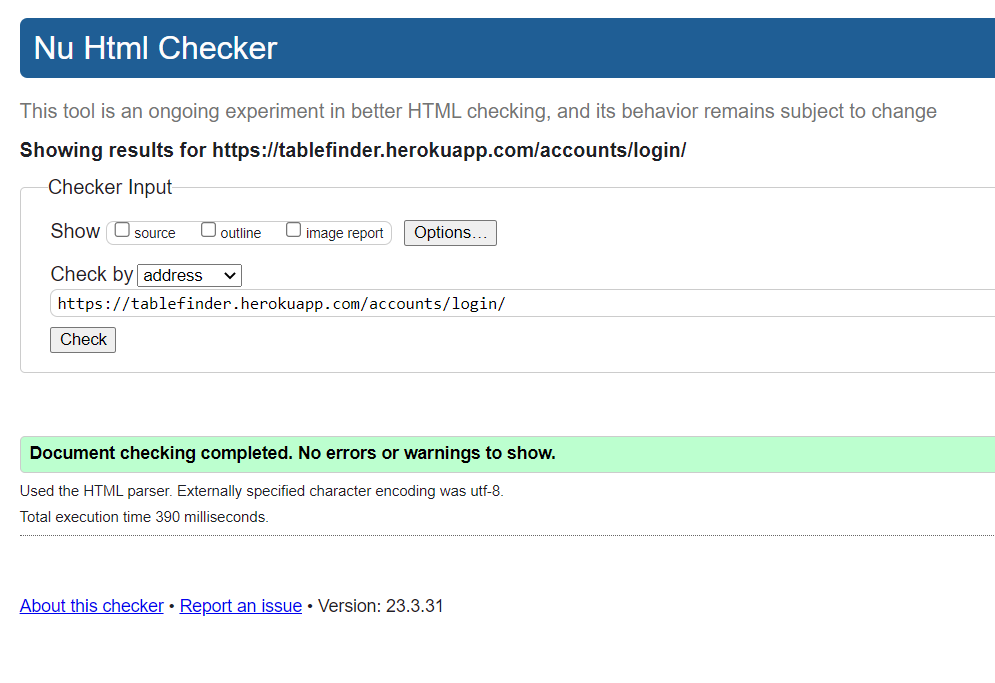 Nu Html Checker
This tool is an ongoing experiment in better HTML checking, and its behavior remains subject to change
Showing results for https://tablefinder.herokuapp.com/accounts/login/
Checker Input
Show source outline image report Options...
Check by address
https://tablefinder.herokuapp.com/accounts/login/
Check
Document checking completed. No errors or warnings to show.
Used the HTML parser. Externally specified character encoding was utf-8.
Total execution time 390 milliseconds.
About this checker • Report an issue • Version: 23.3.31